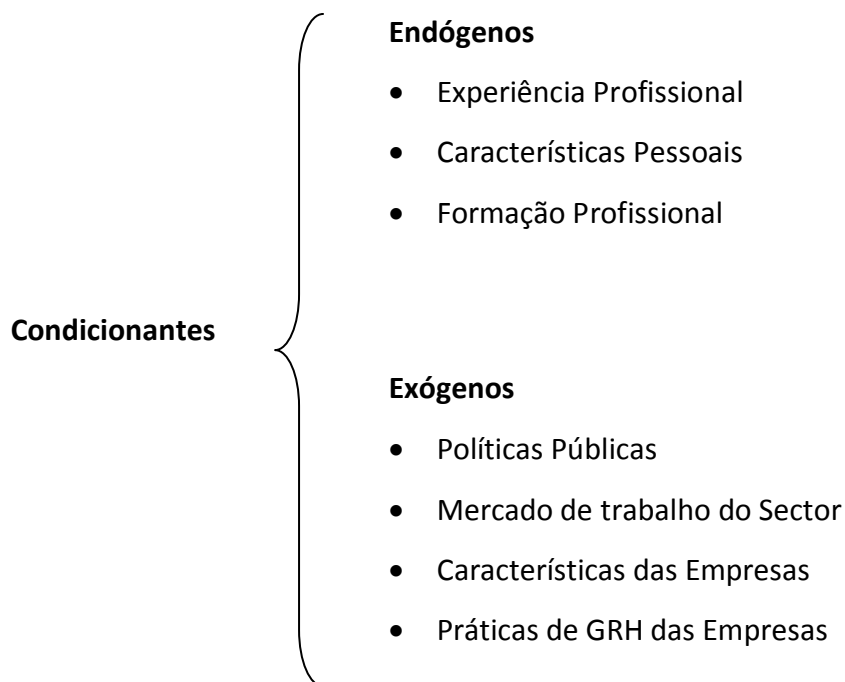 Endógenos
• Experiência Profissional
• Características Pessoais
• Formação Profissional
Condicionantes
Exógenos
• Políticas Públicas
• Mercado de trabalho do Sector
• Características das Empresas
• Práticas de GRH das Empresas